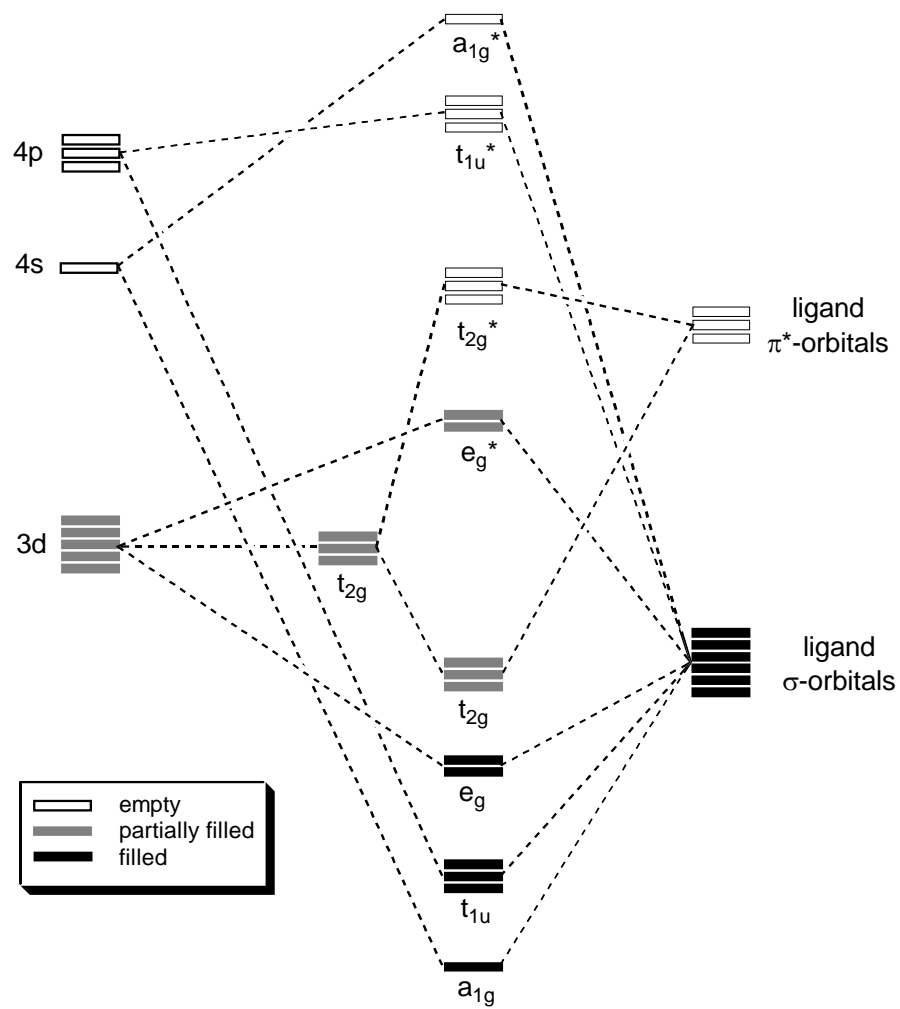 a1g*
4p
t1u*
4s
ligand
π*-orbitals
t2g*
eg*
3d
t2g
ligand
σ-orbitals
t2g
eg
empty
partially filled
filled
t1u
a1g